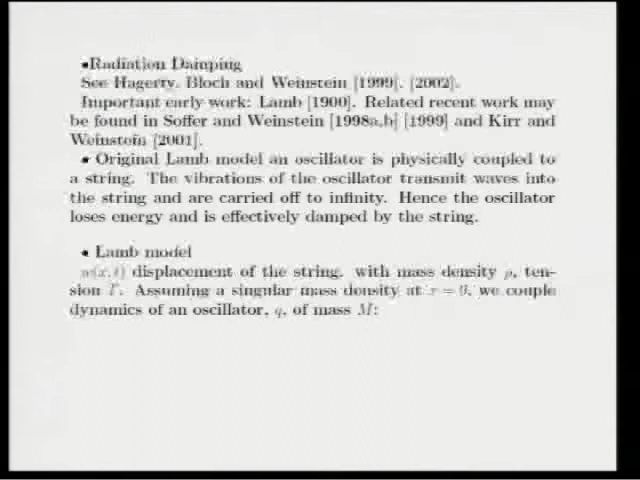 •Radiation Damping
See Hagerty, Bloch and Weinstein [1999], [2002].
Important early work: Lamb [1900]. Related recent work may
be found in Soffer and Weinstein [1998a,b] [1999] and Kirr and
Weinstein [2001].
• Original Lamb model an oscillator is physically coupled to
a string. The vibrations of the oscillator transmit waves into
the string and are carried off to infinity. Hence the oscillator
loses energy and is effectively damped by the string.
• Lamb model
w(x, t) displacement of the string. with mass density ρ, ten-
sion T. Assuming a singular mass density at x = 0, we couple
dynamics of an oscillator, q, of mass M: